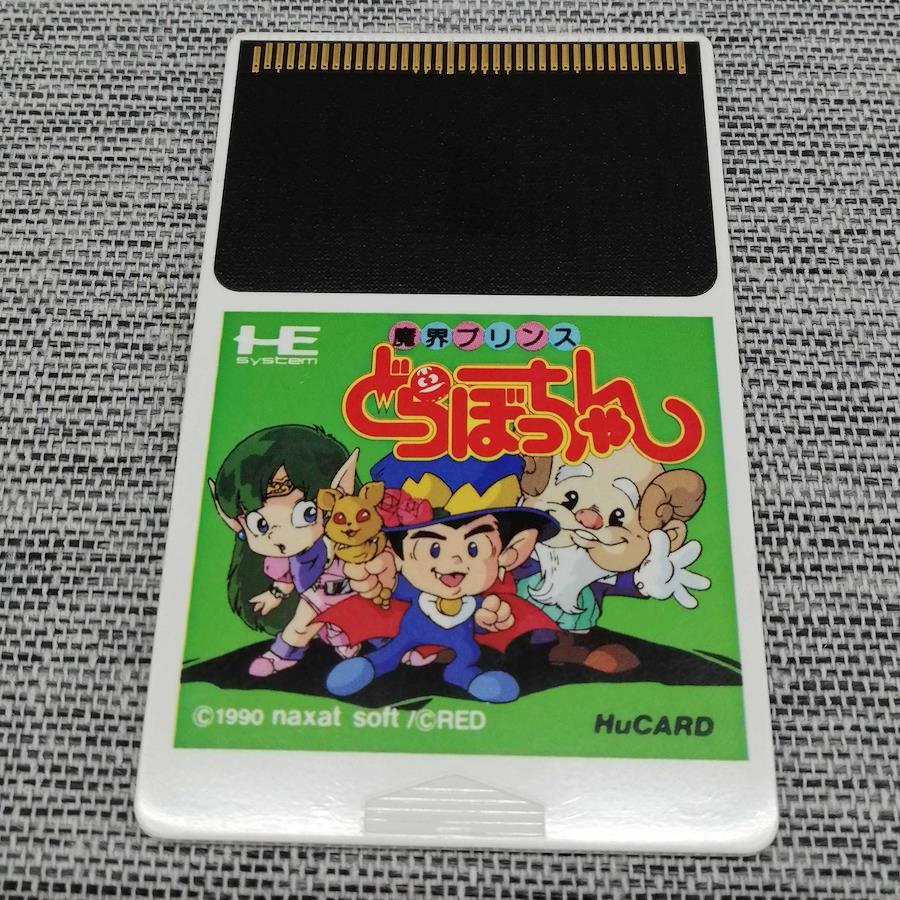 HE
system
魔界プリンス
どらぼっちゃん
©1990 naxat soft /©RED
HuCARD